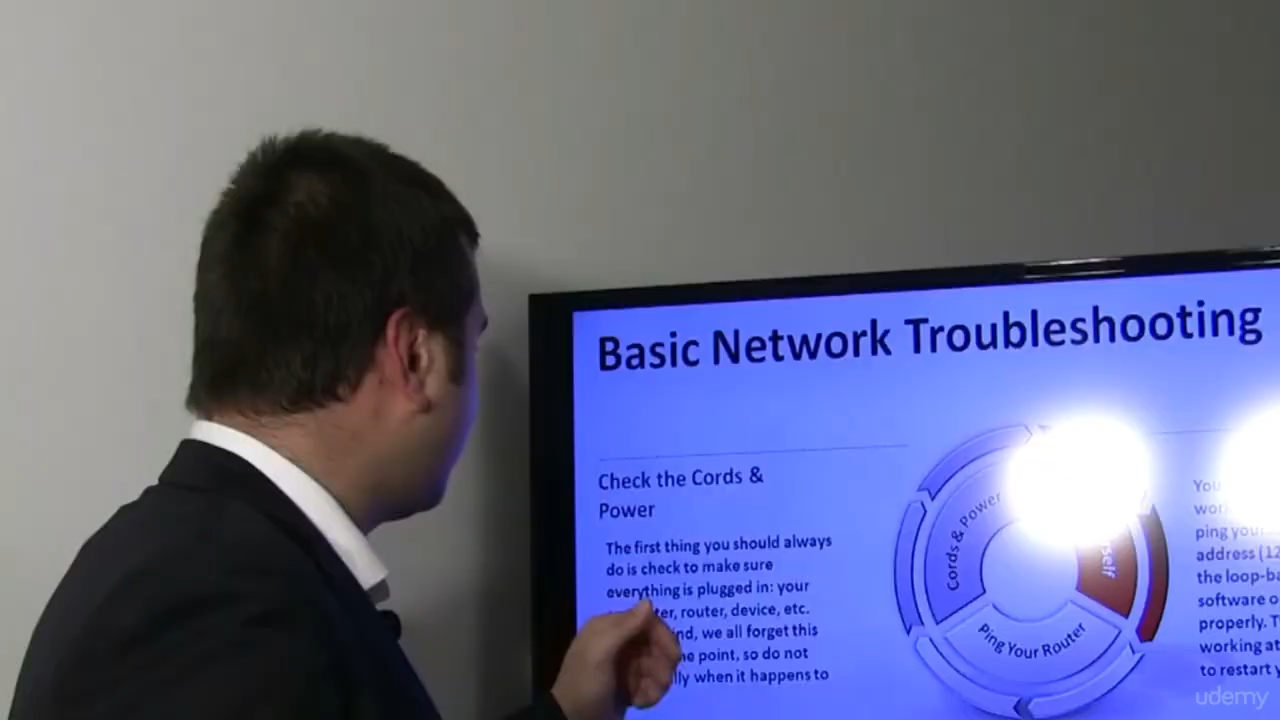 Basic Network Troubleshooting
Check the Cords &
Power
The first thing you should always
do is check to make sure
everything is plugged in: your
router, device, etc.
we all forget this
point, so do not
when it happens to
Cords & Power
Ping Your Router
You
ping your
address (12
the loop-ba
software o
properly. T
working at
to restart y
udemy